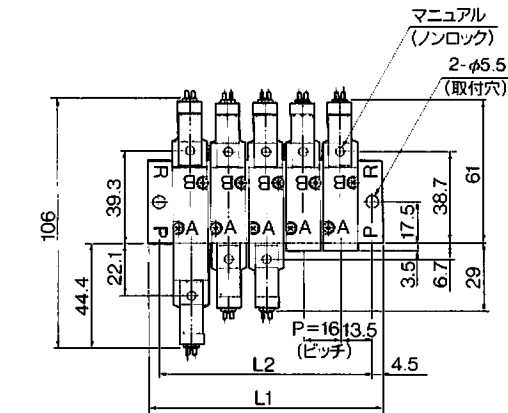 マニュアル
(ノンロック)
2-φ5.5
(取付穴)
R
R
B
B
B
B
B
A
A
A
A
A
P
P
106
39.3
22.1
44.4
61
38.7
17.5
3.5
6.7
29
P=16
13.5
(ピッチ)
L2
4.5
L1